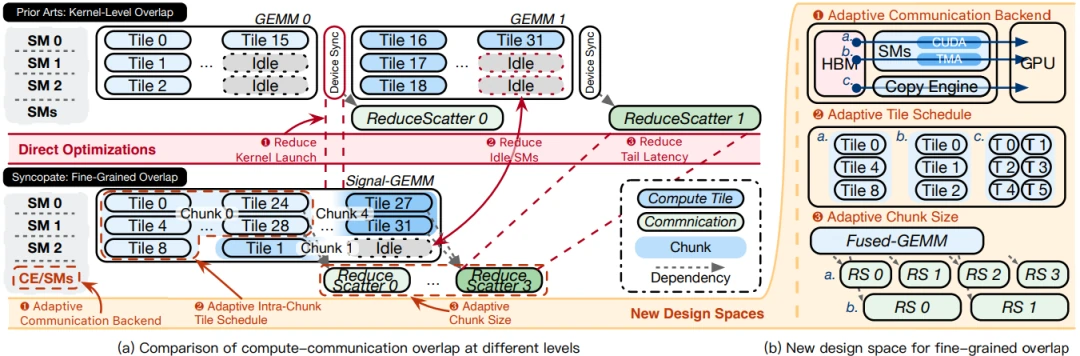 Prior Arts: Kernel-Level Overlap
GEMM 0
GEMM 1
SM 0
SM 1
SM 2
SMs
Tile 0
Tile 15
Tile 1
...
Idle
Tile 2
Idle
Device Sync
Tile 16
Tile 31
Tile 17
...
Idle
Tile 18
Idle
Device Sync
ReduceScatter 0
ReduceScatter 1
Direct Optimizations
❶ Reduce
Kernel Launch
❷ Reduce
Idle SMs
❸ Reduce
Tail Latency
Syncopate: Fine-Grained Overlap
Signal-GEMM
SM 0
SM 1
SM 2
CE/SMs
Tile 0
Tile 24
Tile 27
Chunk 0
Chunk 4
Tile 4
...
Tile 28
...
Tile 31
Tile 8
Tile 1
Chunk 1
Idle
Reduce
Scatter 0
...
Reduce
Scatter 3
Compute Tile
Commnication
Chunk
Dependency
❶ Adaptive
Communication Backend
❷ Adaptive Intra-Chunk
Tile Schedule
❸ Adaptive
Chunk Size
New Design Spaces
(a) Comparison of compute-communication overlap at different levels
❶ Adaptive Communication Backend
HBM
a.
b.
c.
SMs
CUDA
TMA
Copy Engine
GPU
❷ Adaptive Tile Schedule
a.
Tile 0
Tile 4
Tile 8
b.
Tile 0
Tile 1
Tile 2
c.
T 0
T 1
T 2
T 3
T 4
T 5
❸ Adaptive Chunk Size
Fused-GEMM
a.
RS 0
RS 1
RS 2
RS 3
b.
RS 0
RS 1
(b) New design space for fine-grained overlap